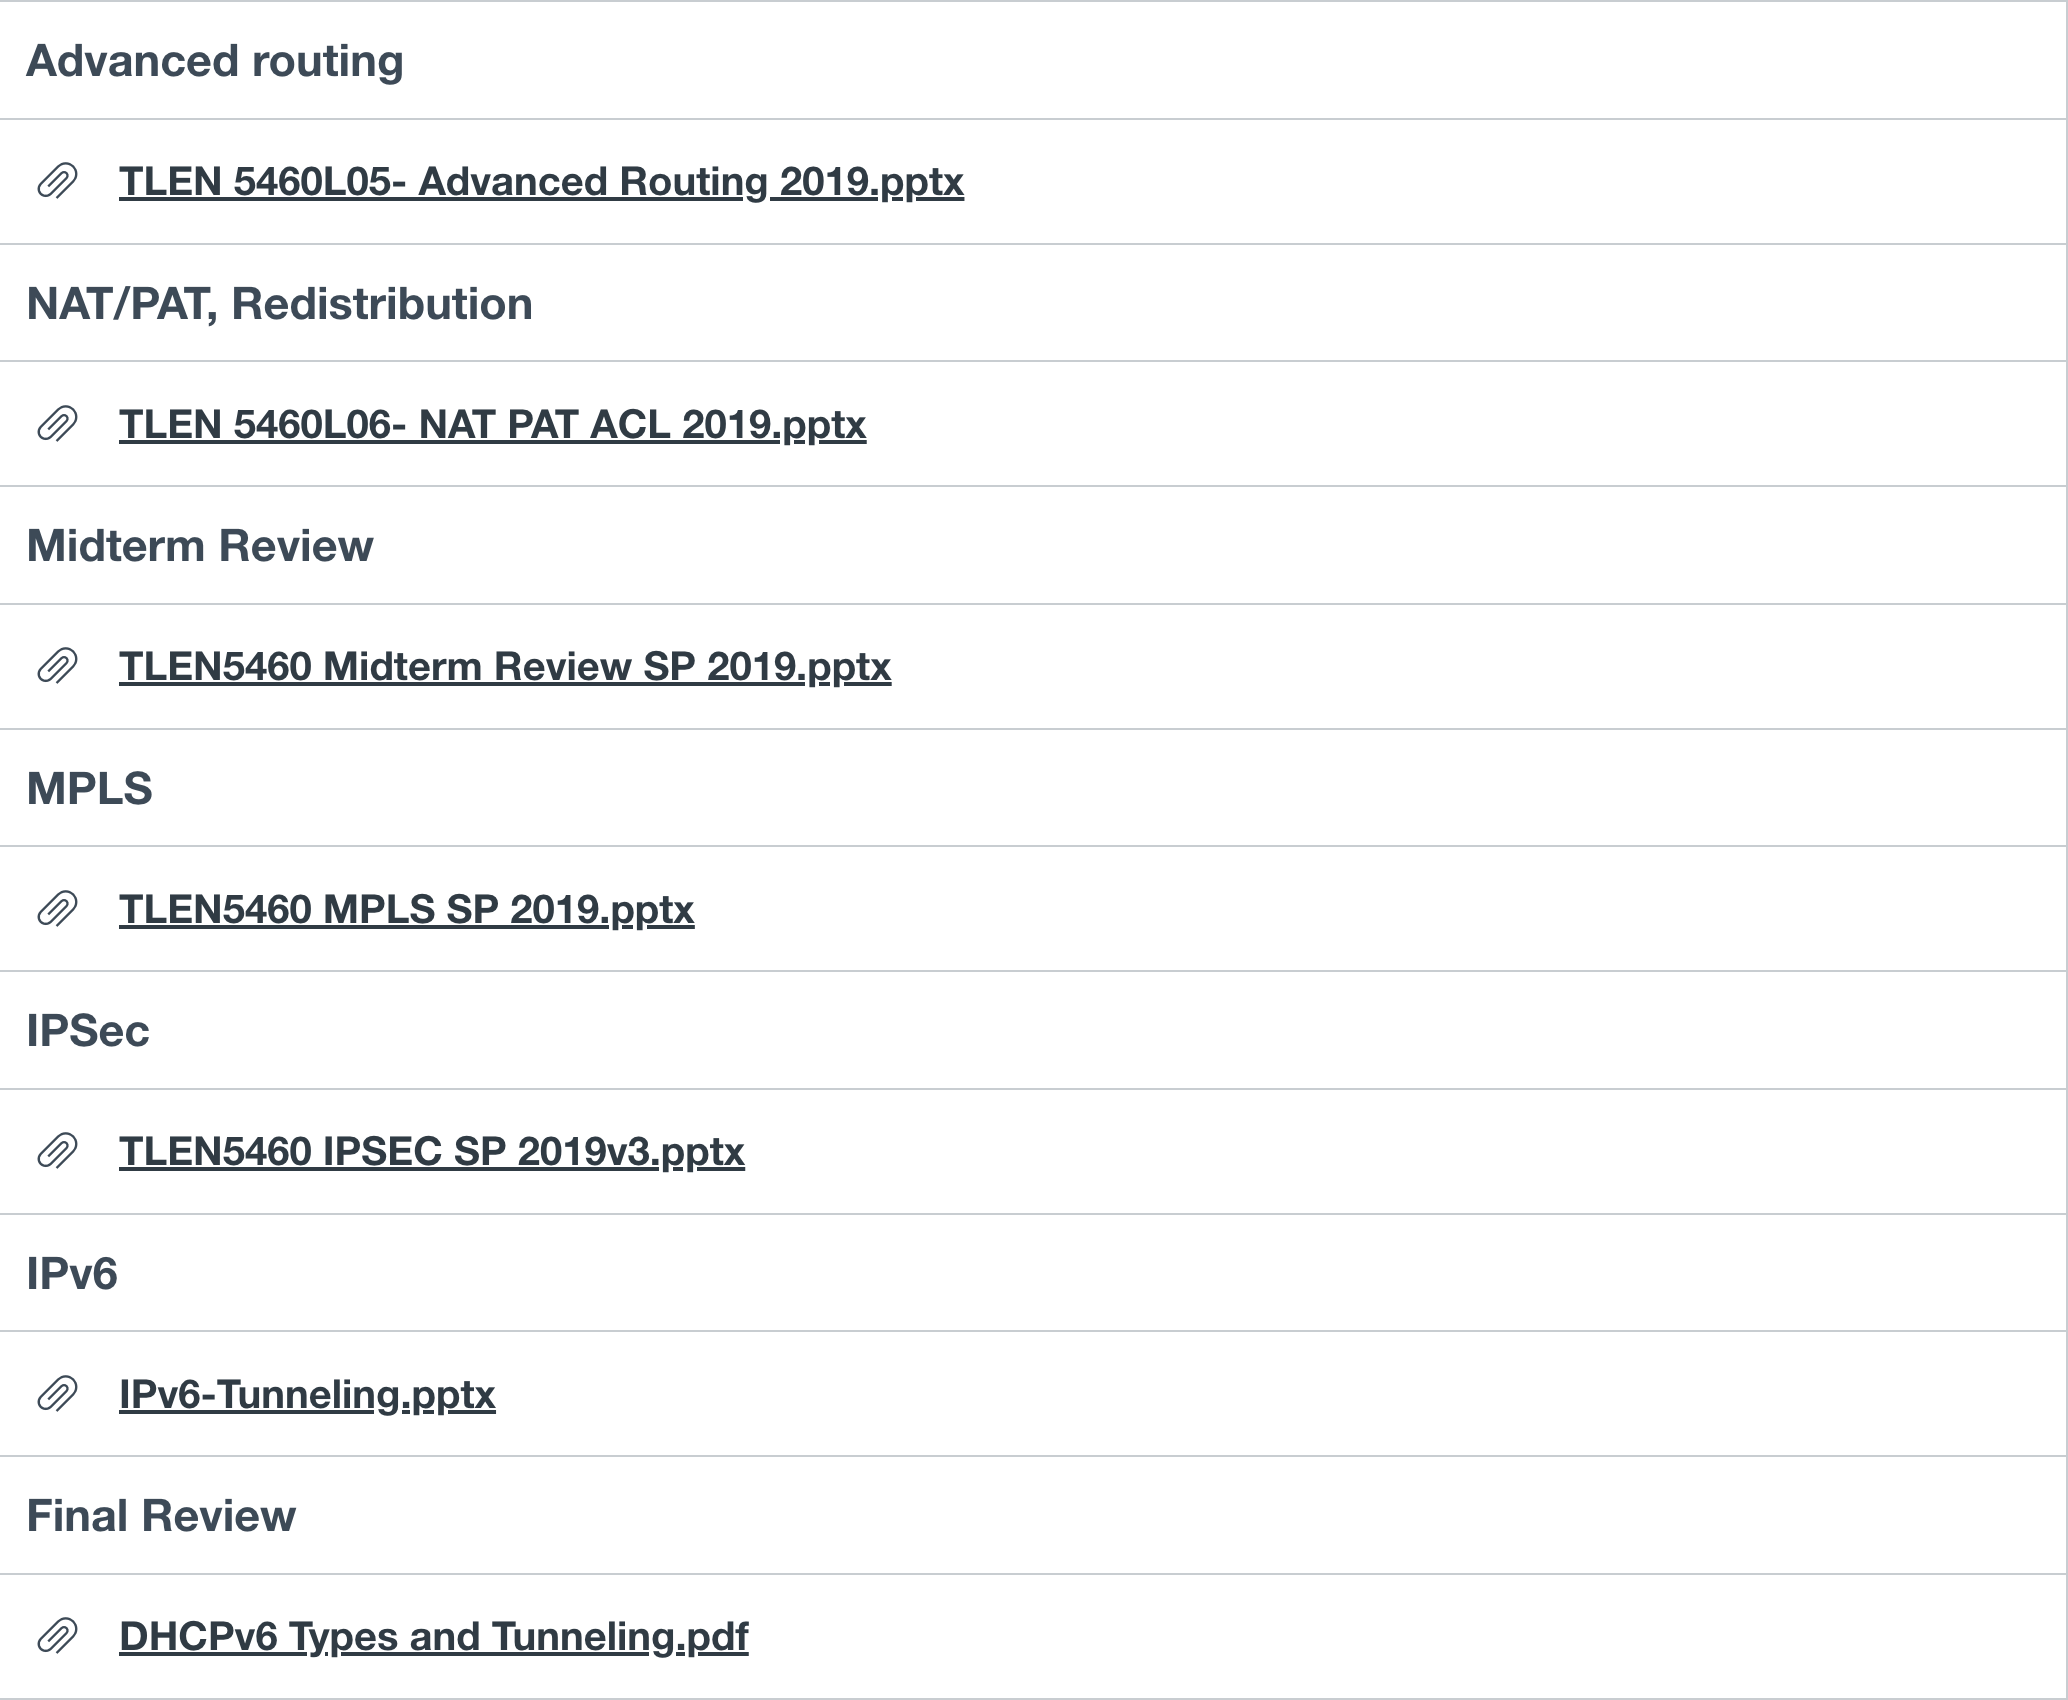 Advanced routing
TLEN 5460L05- Advanced Routing 2019.pptx
NAT/PAT, Redistribution
TLEN 5460L06- NAT PAT ACL 2019.pptx
Midterm Review
TLEN5460 Midterm Review SP 2019.pptx
MPLS
TLEN5460 MPLS SP 2019.pptx
IPSec
TLEN5460 IPSEC SP 2019v3.pptx
IPv6
IPv6-Tunneling.pptx
Final Review
DHCPv6 Types and Tunneling.pdf